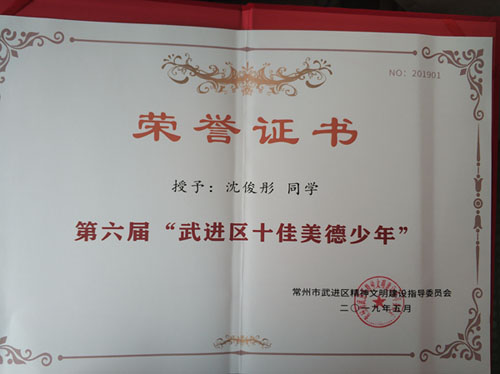 NO：201901
荣誉证书
授予：沈俊彤 同学
第六届“武进区十佳美德少年”
常州市武进区精神文明建设指导委员会
二〇一九年五月